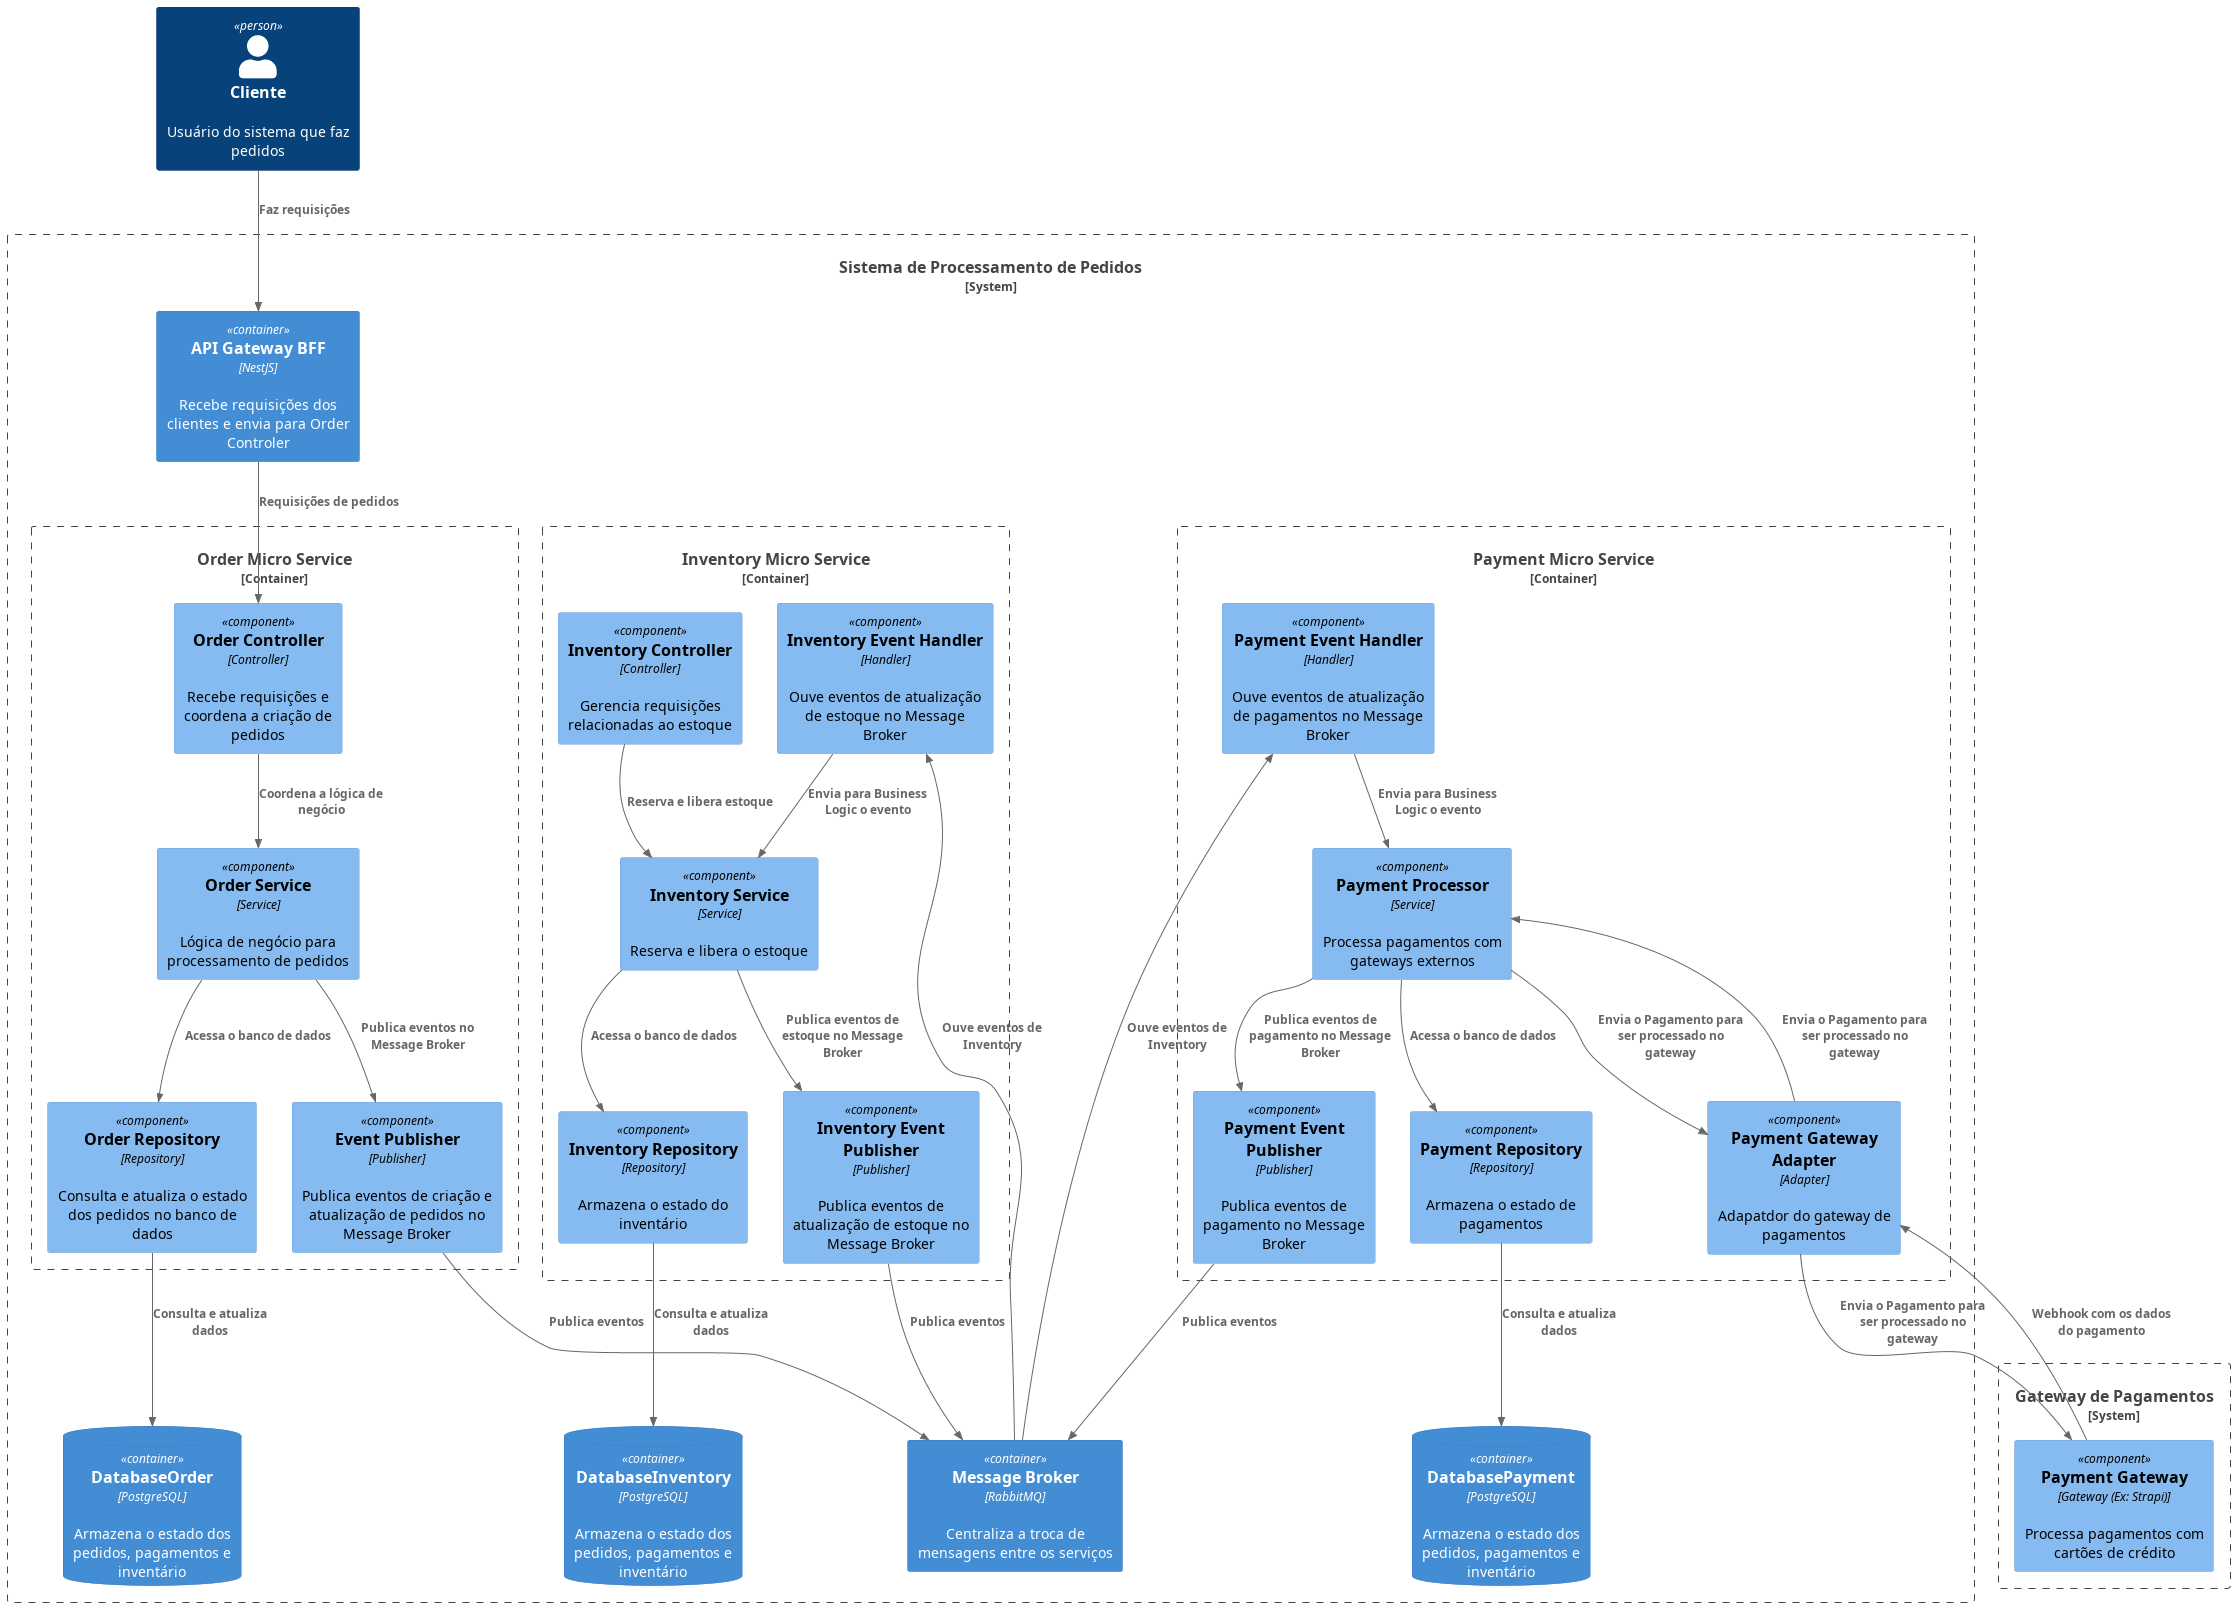 «person»
Cliente
Usuário do sistema que faz
pedidos
Faz requisições
Sistema de Processamento de Pedidos
[System]
«container»
API Gateway BFF
[NestJS]
Recebe requisições dos
clientes e envia para Order
Controler
Requisições de pedidos
Order Micro Service
[Container]
«component»
Order Controller
[Controller]
Recebe requisições e
coordena a criação de
pedidos
Coordena a lógica de
negócio
«component»
Order Service
[Service]
Lógica de negócio para
processamento de pedidos
Acessa o banco de dados
Publica eventos no
Message Broker
«component»
Order Repository
[Repository]
Consulta e atualiza o estado
dos pedidos no banco de
dados
«component»
Event Publisher
[Publisher]
Publica eventos de criação e
atualização de pedidos no
Message Broker
Inventory Micro Service
[Container]
«component»
Inventory Controller
[Controller]
Gerencia requisições
relacionadas ao estoque
«component»
Inventory Event Handler
[Handler]
Ouve eventos de atualização
de estoque no Message
Broker
Reserva e libera estoque
Envia para Business
Logic o evento
«component»
Inventory Service
[Service]
Reserva e libera o estoque
Acessa o banco de dados
Publica eventos de
estoque no Message
Broker
Ouve eventos de
Inventory
«component»
Inventory Repository
[Repository]
Armazena o estado do
inventário
«component»
Inventory Event
Publisher
[Publisher]
Publica eventos de
atualização de estoque no
Message Broker
Payment Micro Service
[Container]
«component»
Payment Event Handler
[Handler]
Ouve eventos de atualização
de pagamentos no Message
Broker
Envia para Business
Logic o evento
«component»
Payment Processor
[Service]
Processa pagamentos com
gateways externos
Ouve eventos de
Inventory
Publica eventos de
pagamento no Message
Broker
Acessa o banco de dados
Envia o Pagamento para
ser processado no
gateway
Envia o Pagamento para
ser processado no
gateway
«component»
Payment Event
Publisher
[Publisher]
Publica eventos de
pagamento no Message
Broker
«component»
Payment Repository
[Repository]
Armazena o estado de
pagamentos
«component»
Payment Gateway
Adapter
[Adapter]
Adapatdor do gateway de
pagamentos
Consulta e atualiza
dados
Publica eventos
Consulta e atualiza
dados
Publica eventos
Publica eventos
Consulta e atualiza
dados
Envia o Pagamento para
ser processado no
gateway
Webhook com os dados
do pagamento
«container»
DatabaseOrder
[PostgreSQL]
Armazena o estado dos
pedidos, pagamentos e
inventário
«container»
DatabaseInventory
[PostgreSQL]
Armazena o estado dos
pedidos, pagamentos e
inventário
«container»
Message Broker
[RabbitMQ]
Centraliza a troca de
mensagens entre os serviços
«container»
DatabasePayment
[PostgreSQL]
Armazena o estado dos
pedidos, pagamentos e
inventário
Gateway de Pagamentos
[System]
«component»
Payment Gateway
[Gateway (Ex: Strapi)]
Processa pagamentos com
cartões de crédito